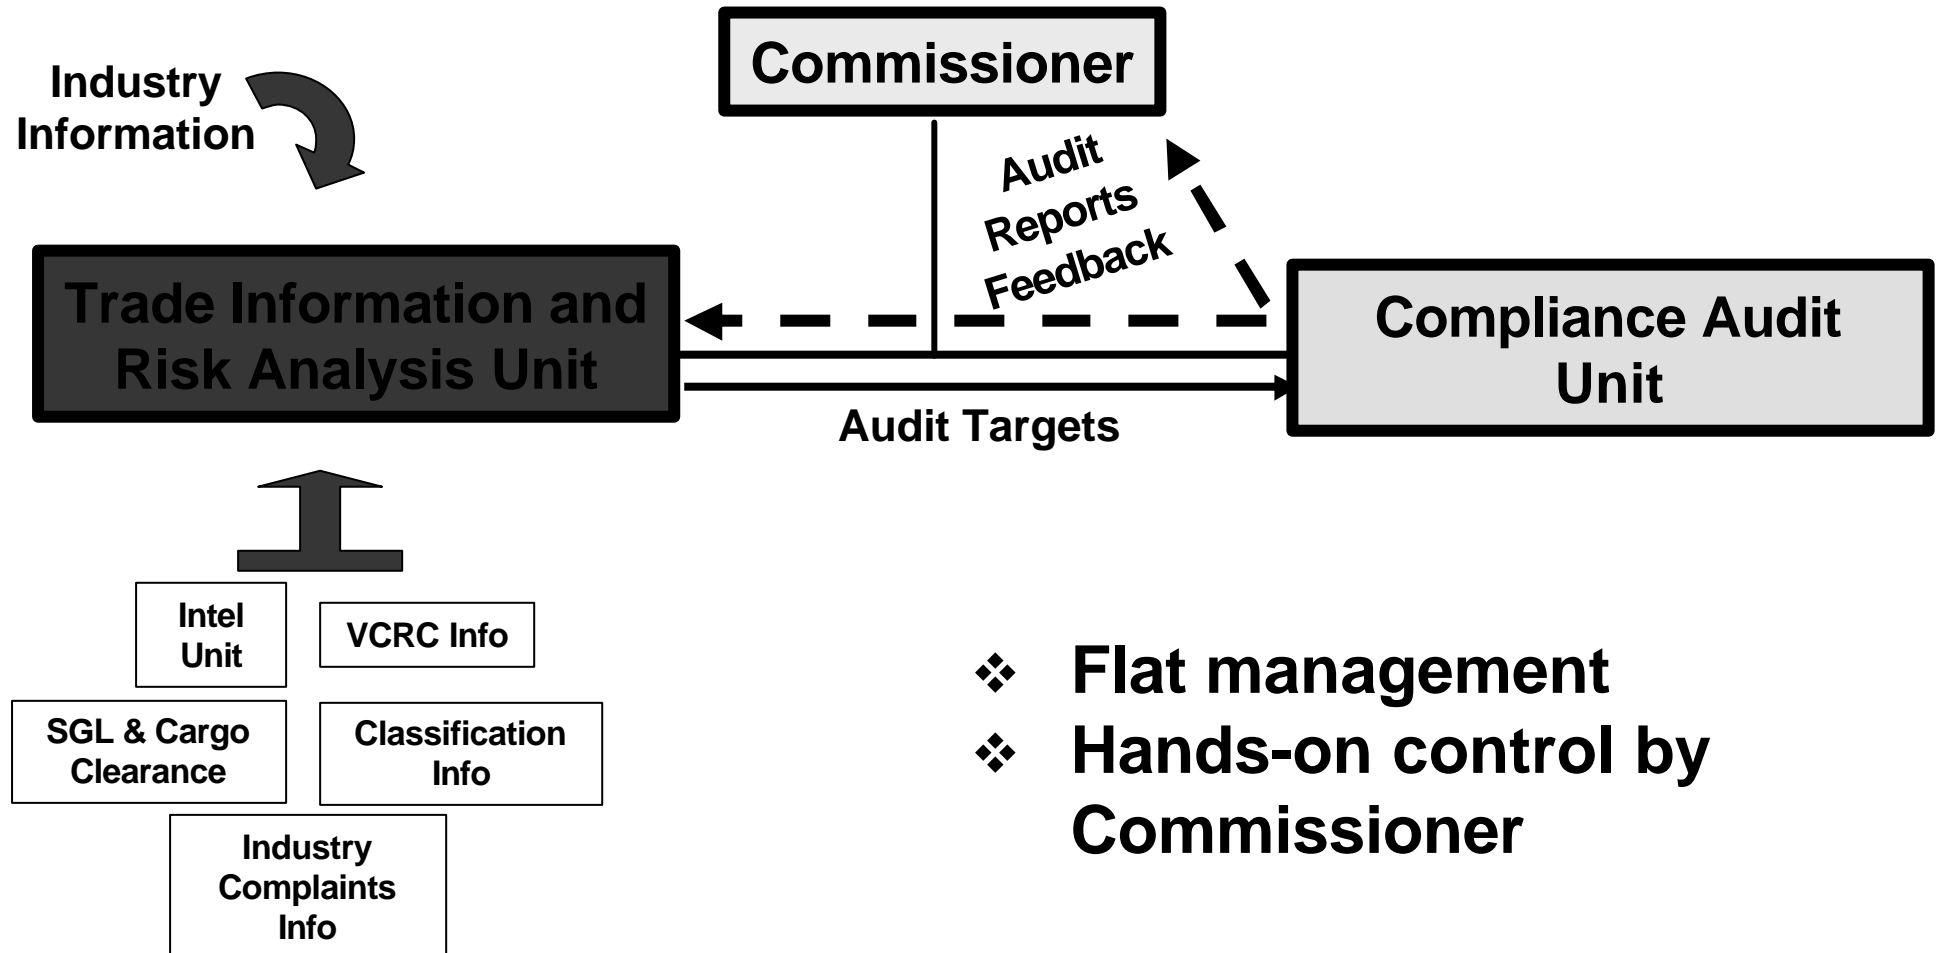 Commissioner
Industry
Information
Audit
Reports
Feedback
Trade Information and
Risk Analysis Unit
Compliance Audit
Unit
Audit Targets
Intel
Unit
VCRC Info
SGL & Cargo
Clearance
Classification
Info
Industry
Complaints
Info
❖ Flat management
❖ Hands-on control by
Commissioner